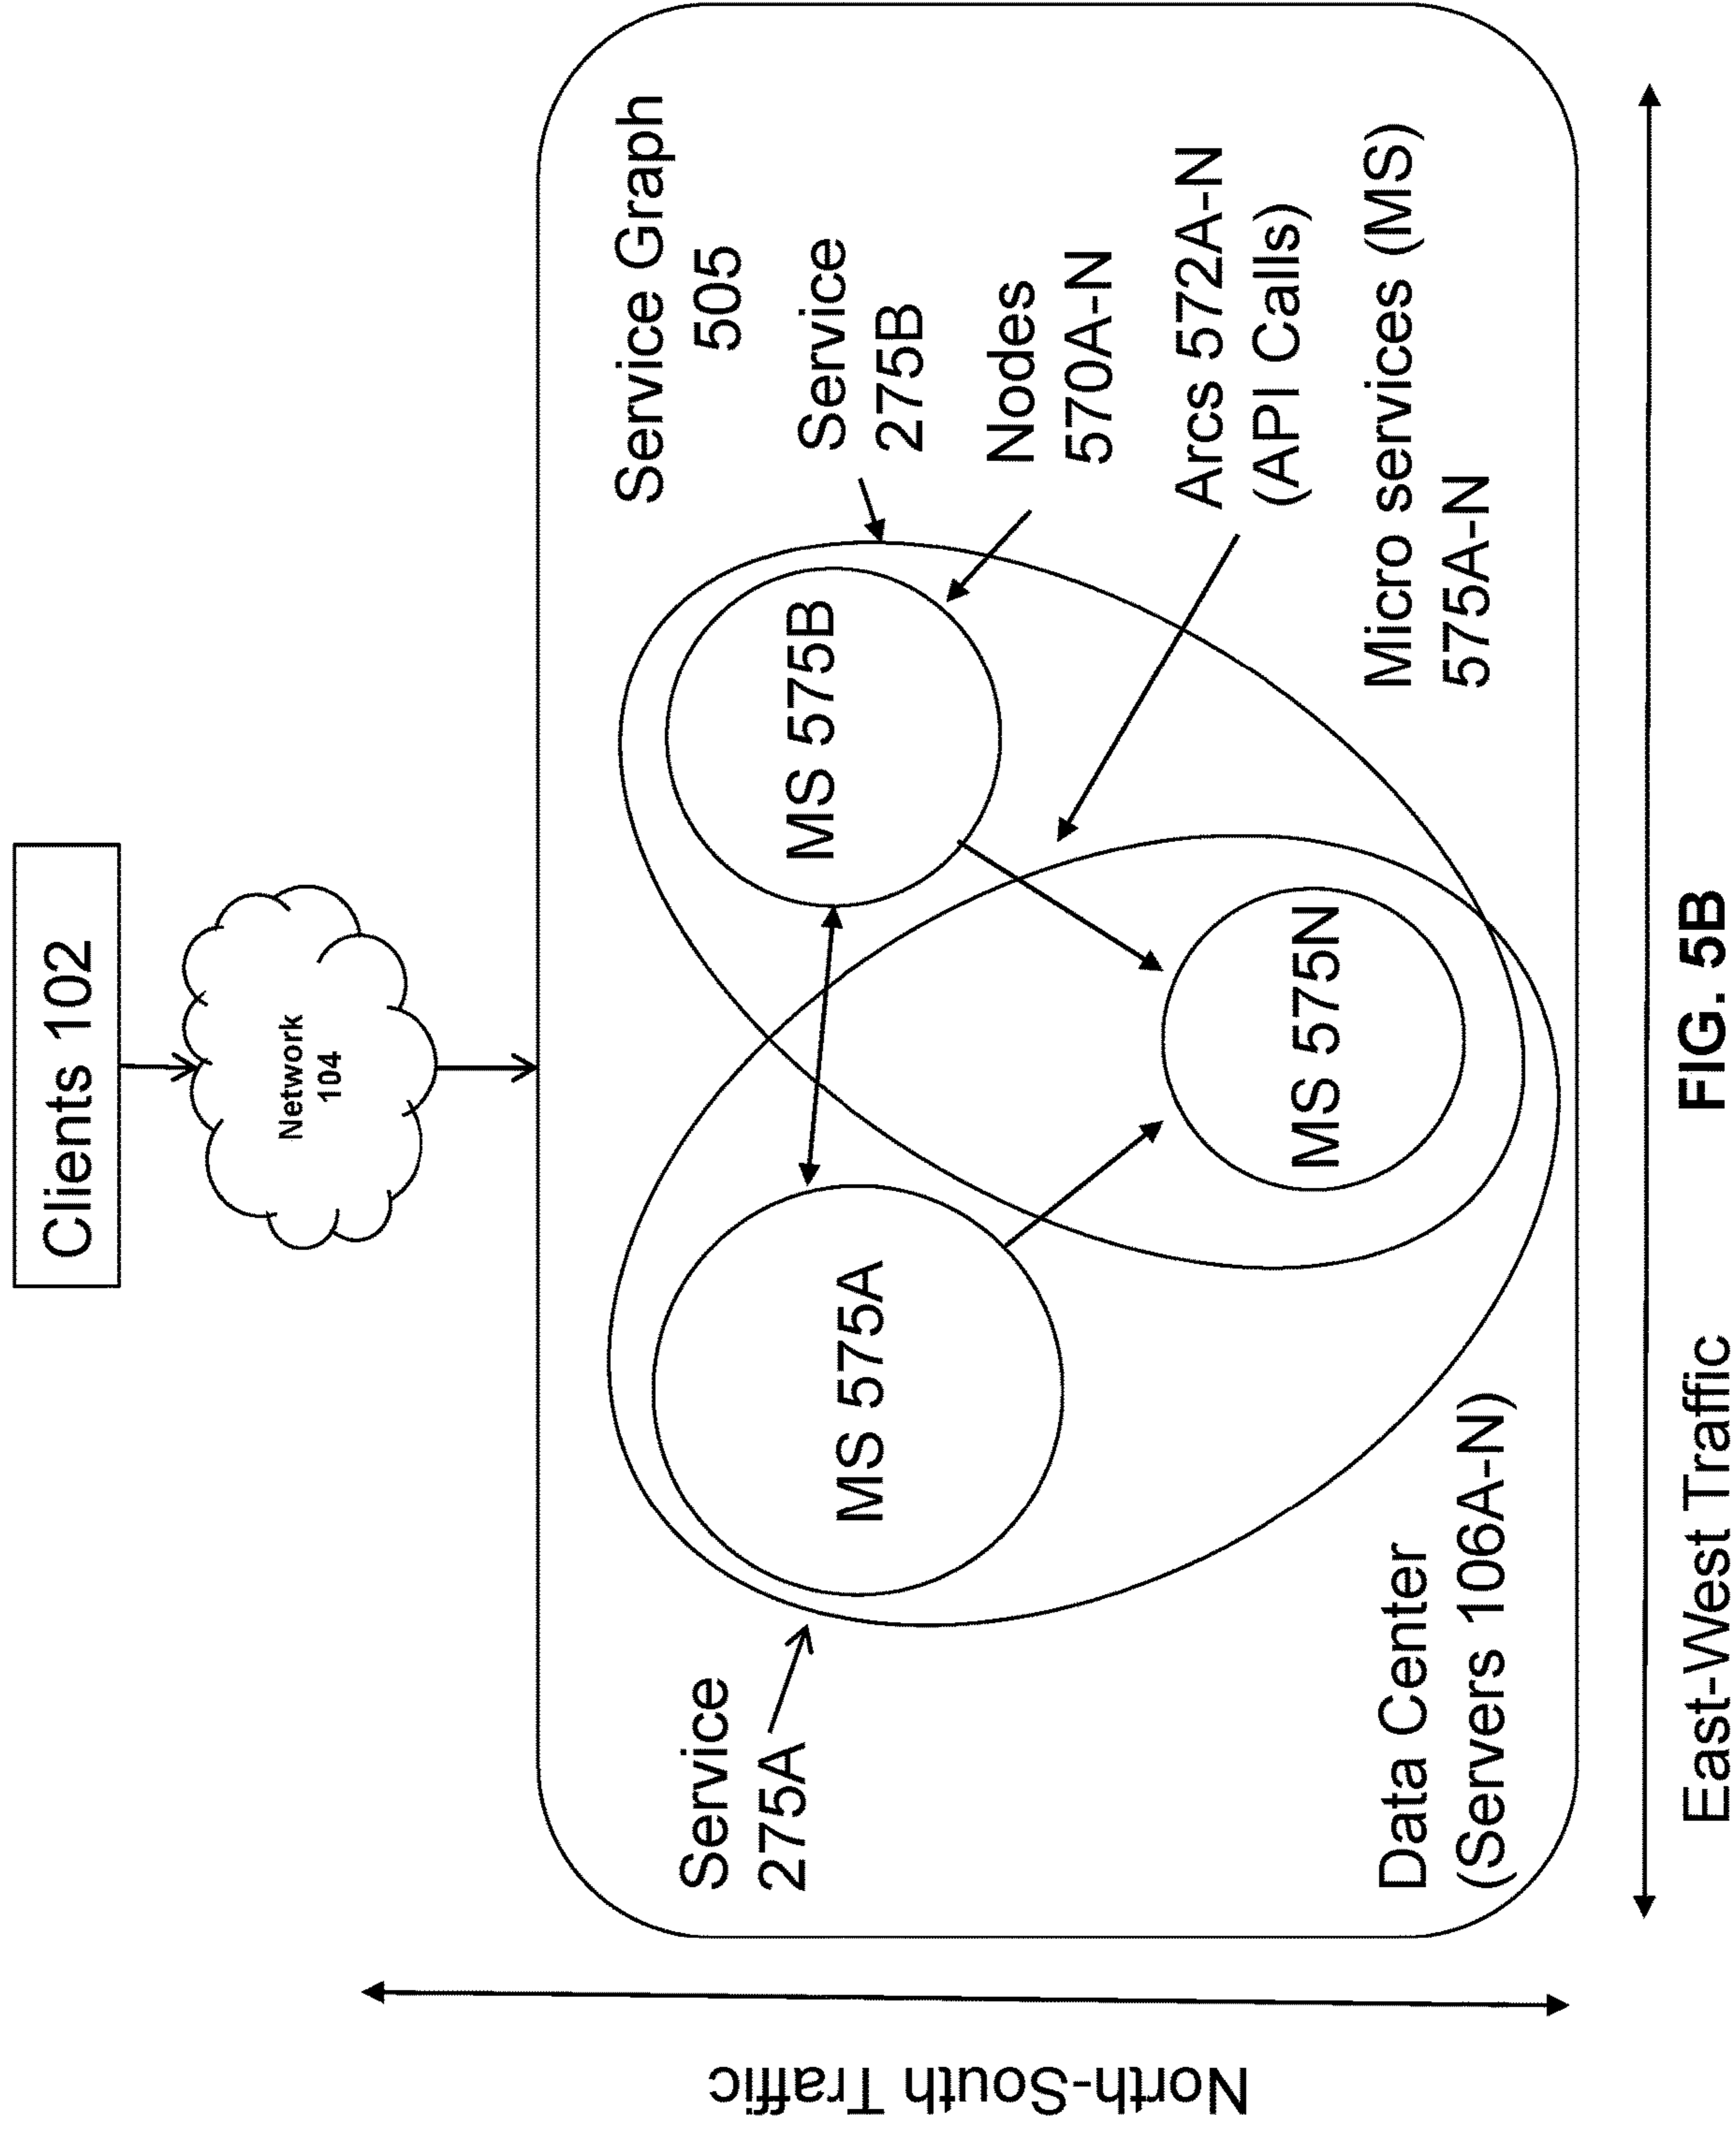 Clients 102
Network
104
Service Graph
505
Service
275B
Nodes
570A-N
Arcs 572A-N
(API Calls)
Micro services (MS)
575A-N
MS 575A
MS 575B
MS 575N
Service
275A
Data Center
(Servers 106A-N)
North-South Traffic
East-West Traffic
FIG. 5B